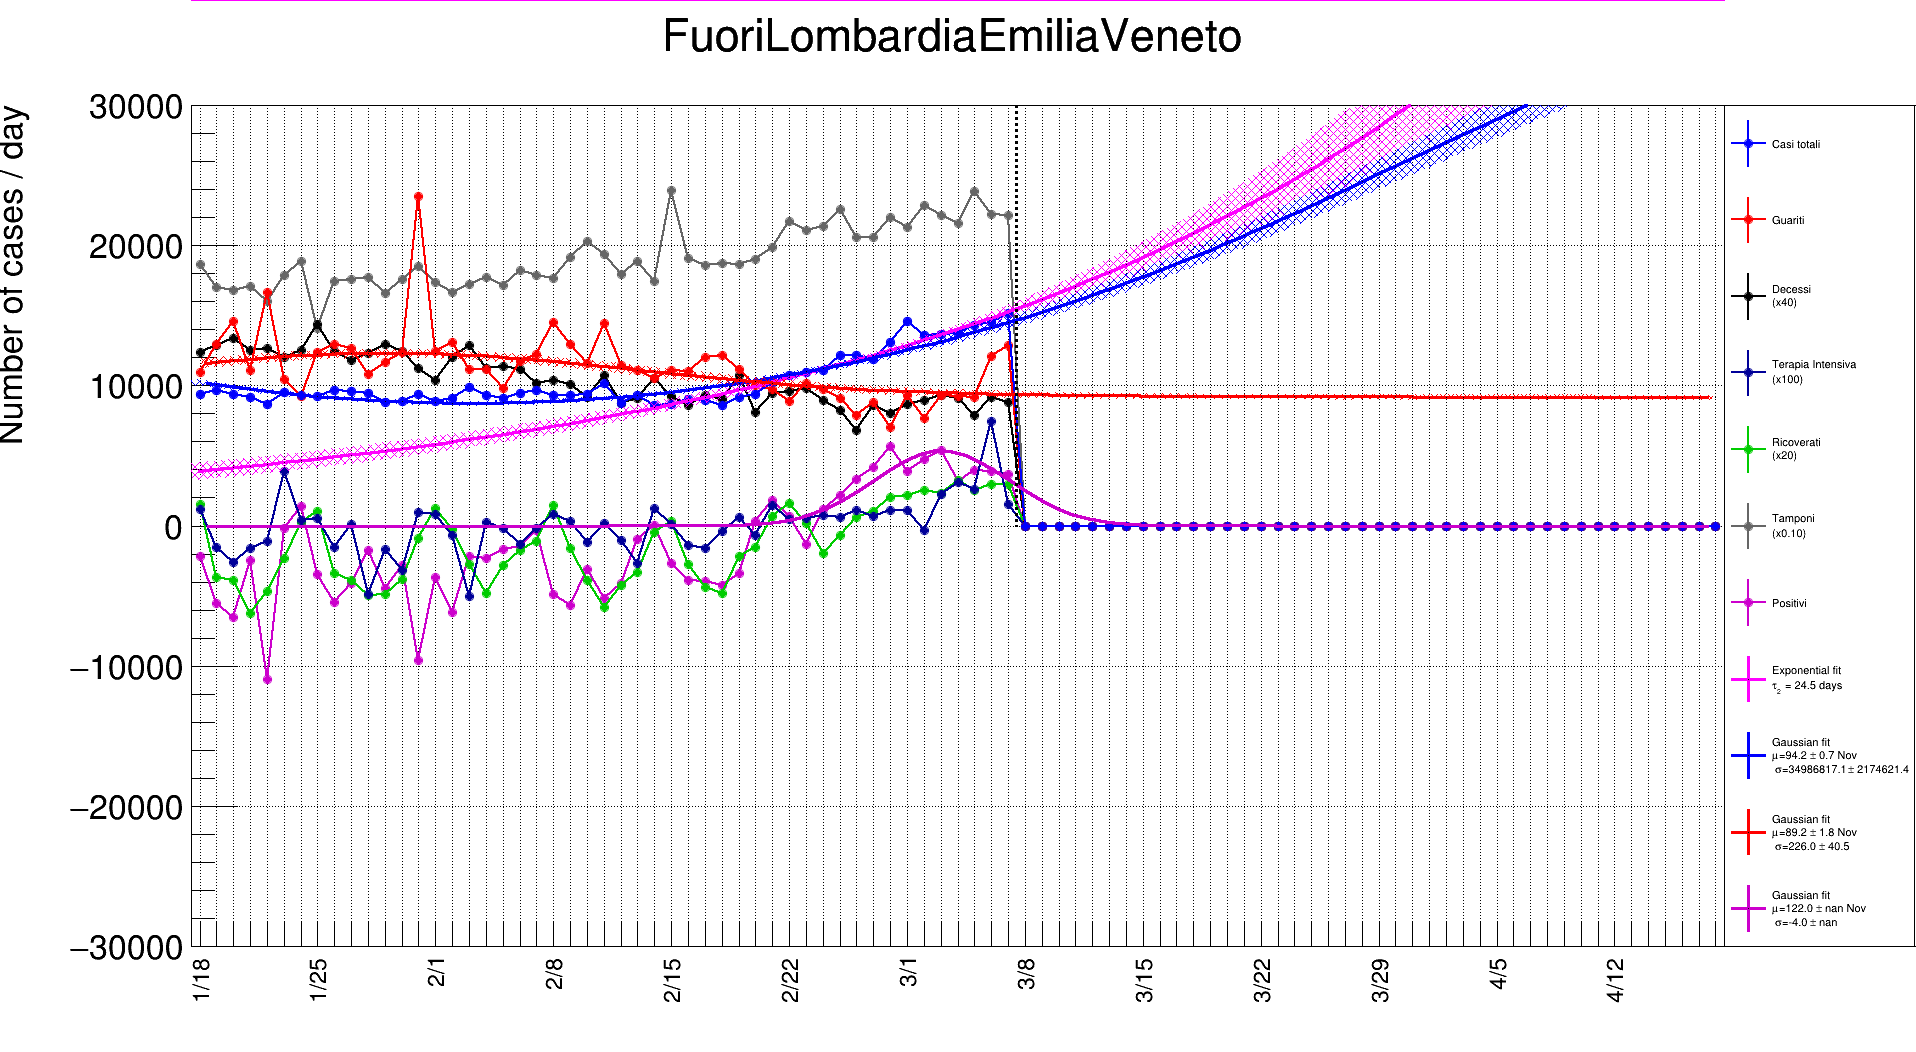 FuoriLombardiaEmiliaVeneto
Number of cases / day
30000
20000
10000
0
−10000
−20000
−30000
1/18
1/25
2/1
2/8
2/15
2/22
3/1
3/8
3/15
3/22
3/29
4/5
4/12
Casi totali
Guariti
Decessi
(x40)
Terapia Intensiva
(x100)
Ricoverati
(x20)
Tamponi
(x0.10)
Positivi
Exponential fit
τ2 = 24.5 days
Gaussian fit
μ=94.2 ± 0.7 Nov
σ=34986817.1 ± 2174621.4
Gaussian fit
μ=89.2 ± 1.8 Nov
σ=226.0 ± 40.5
Gaussian fit
μ=122.0 ± nan Nov
σ=-4.0 ± nan